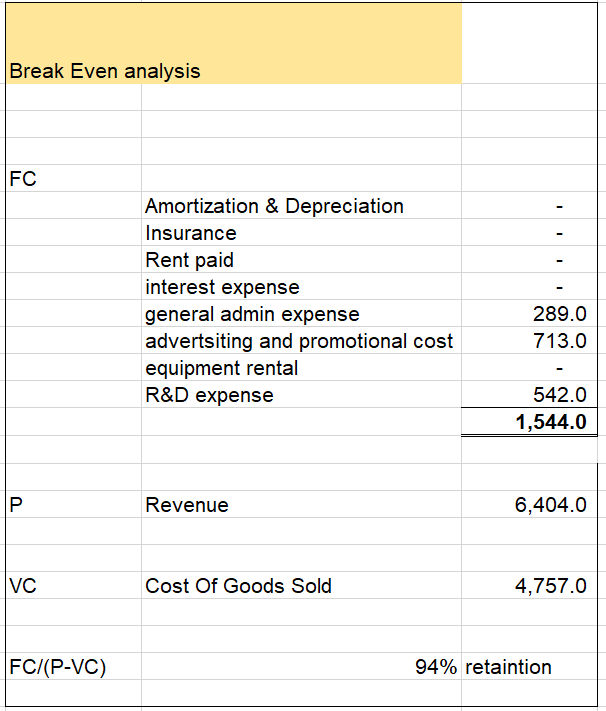 Break Even analysis
FC
Amortization & Depreciation -
Insurance -
Rent paid -
interest expense -
general admin expense 289.0
advertsiting and promotional cost 713.0
equipment rental -
R&D expense 542.0
1,544.0
P Revenue 6,404.0
VC Cost Of Goods Sold 4,757.0
FC/(P-VC) 94% retaintion